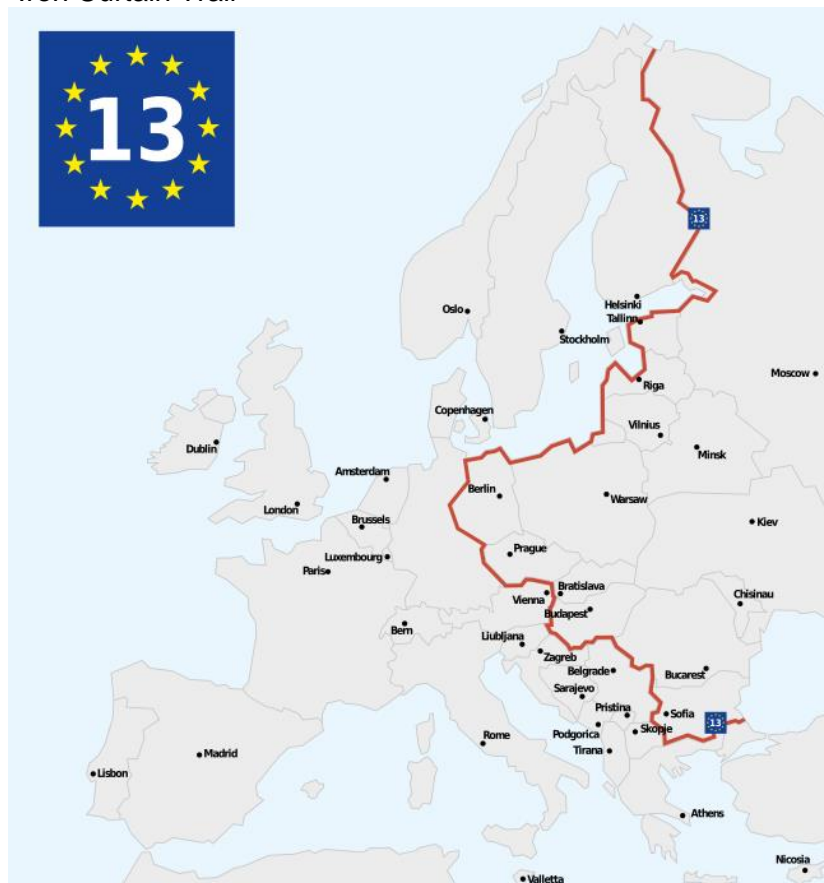 Iron Curtain Trail
13
13
Helsinki
Oslo
Tallinn
Stockholm
Moscow
Riga
Copenhagen
Vilnius
Dublin
Minsk
Amsterdam
Berlin
Warsaw
London
Brussels
Kiev
Prague
Luxembourg
Paris
Bratislava
Vienna
Chisinau
Budapest
Bern
Liubljana
Zagreb
Belgrade
Bucarest
Sarajevo
Pristina
Sofia
13
Podgorica
Skopje
Rome
Tirana
Madrid
Lisbon
Athens
Nicosia
Valletta